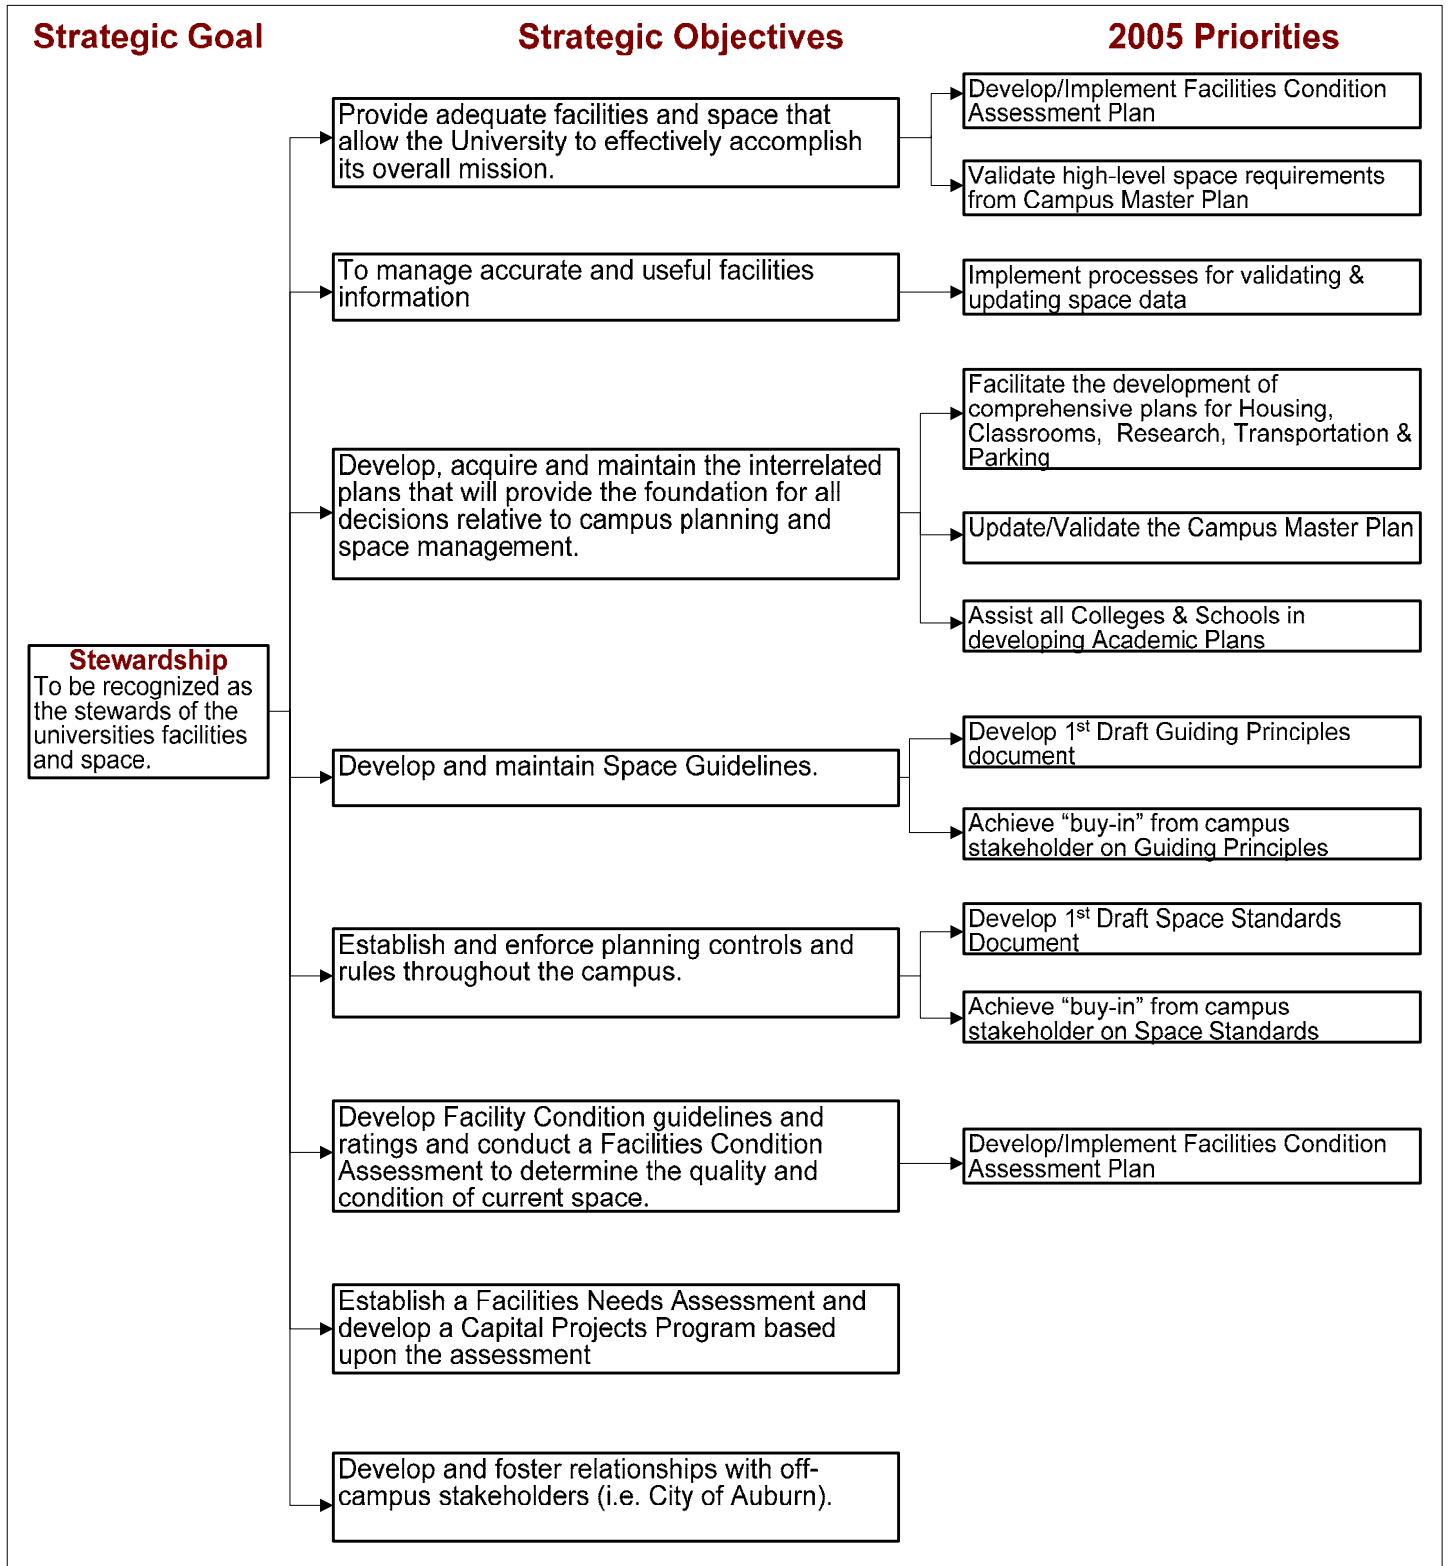 Strategic Goal
Strategic Objectives
2005 Priorities
Stewardship
To be recognized as
the stewards of the
universities facilities
and space.
Provide adequate facilities and space that
allow the University to effectively accomplish
its overall mission.
Develop/Implement Facilities Condition
Assessment Plan
Validate high-level space requirements
from Campus Master Plan
To manage accurate and useful facilities
information
Implement processes for validating &
updating space data
Develop, acquire and maintain the interrelated
plans that will provide the foundation for all
decisions relative to campus planning and
space management.
Facilitate the development of
comprehensive plans for Housing,
Classrooms,  Research, Transportation &
Parking
Update/Validate the Campus Master Plan
Assist all Colleges & Schools in
developing Academic Plans
Develop and maintain Space Guidelines.
Develop 1st Draft Guiding Principles
document
Achieve “buy-in” from campus
stakeholder on Guiding Principles
Establish and enforce planning controls and
rules throughout the campus.
Develop 1st Draft Space Standards
Document
Achieve “buy-in” from campus
stakeholder on Space Standards
Develop Facility Condition guidelines and
ratings and conduct a Facilities Condition
Assessment to determine the quality and
condition of current space.
Develop/Implement Facilities Condition
Assessment Plan
Establish a Facilities Needs Assessment and
develop a Capital Projects Program based
upon the assessment
Develop and foster relationships with off-
campus stakeholders (i.e. City of Auburn).